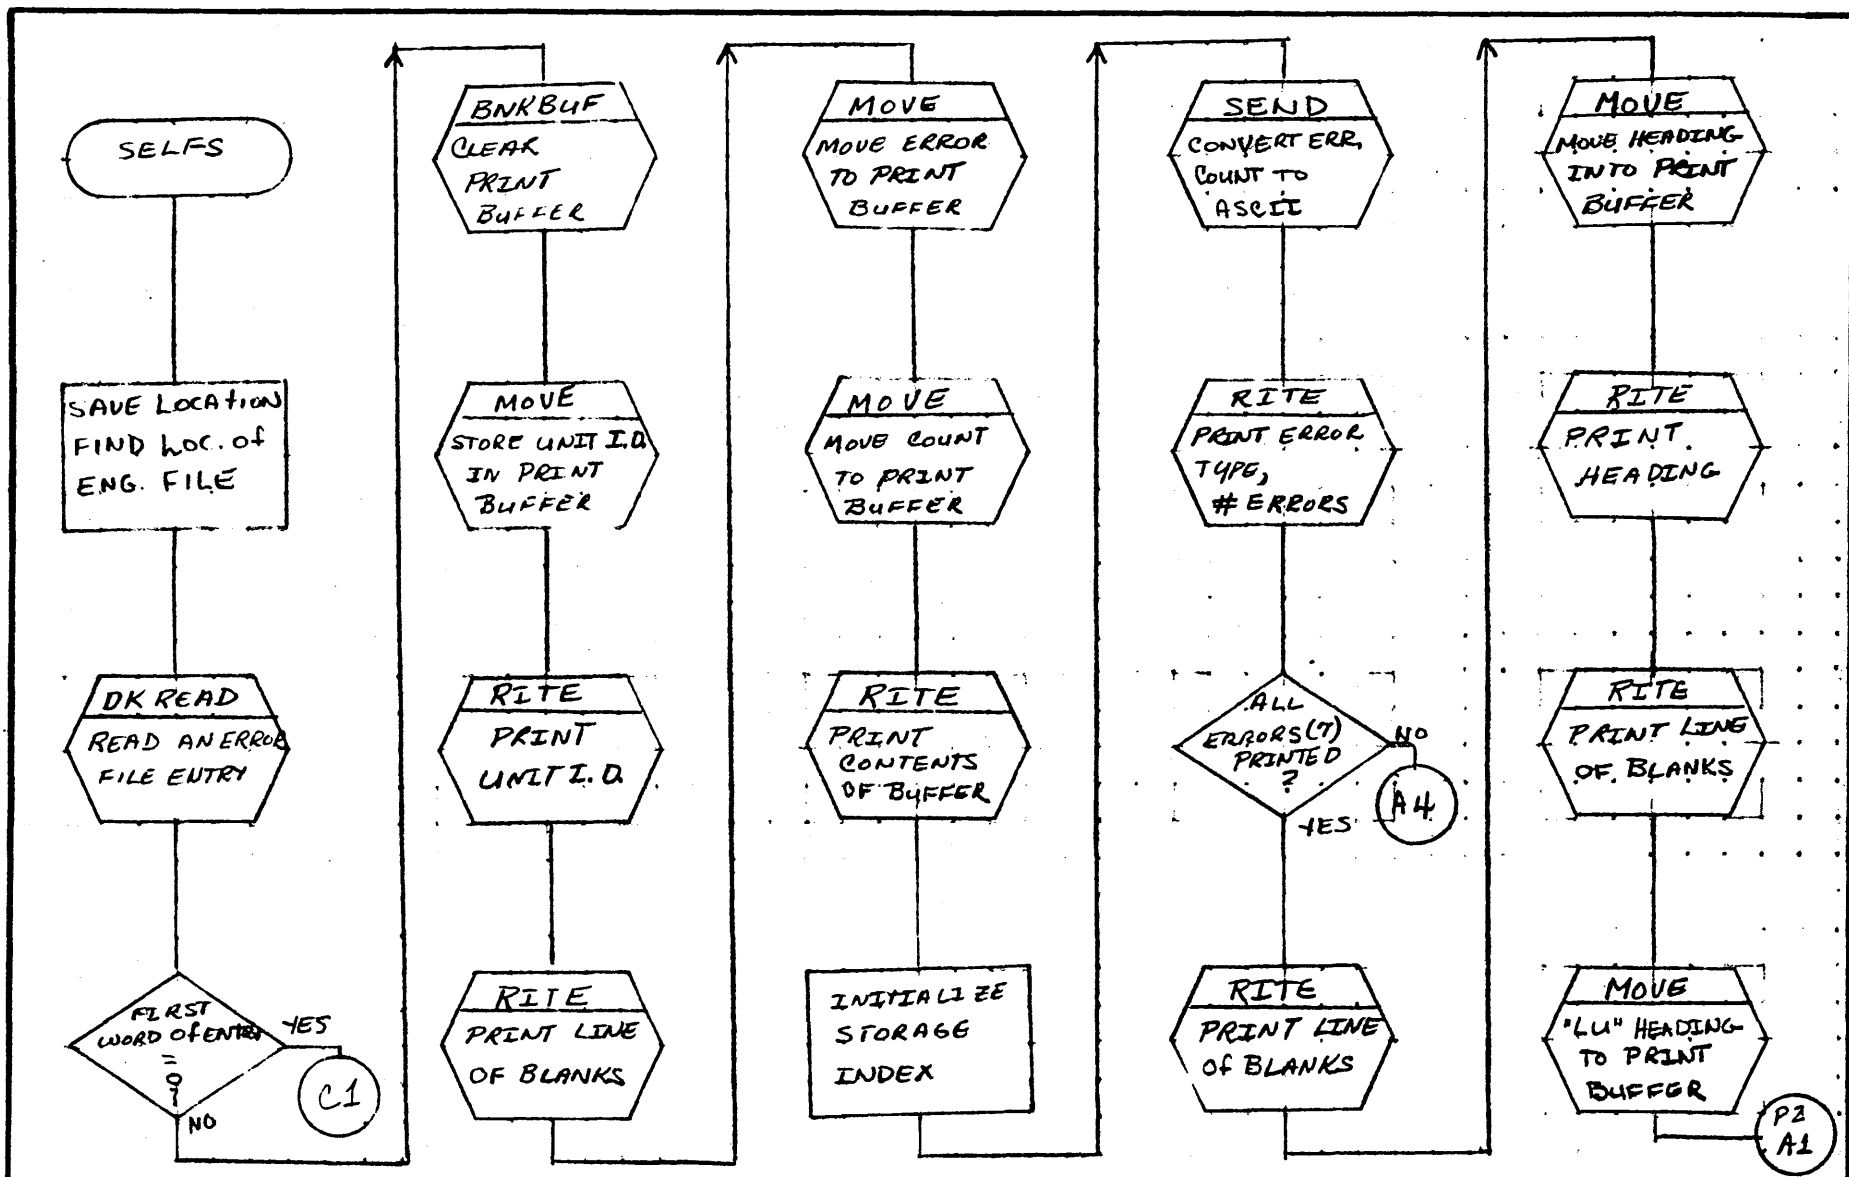 SELFS
SAVE LOCATION
FIND LOC. of
ENG. FILE
DK READ
READ AN ERROR
FILE ENTRY
FIRST
WORD Of ENTRY
=
0
?
YES
C1
NO
BNKBUF
CLEAR
PRINT
BUFFER
MOVE
STORE UNIT I.D.
IN PRINT
BUFFER
RITE
PRINT
UNIT I.D.
RITE
PRINT LINE
OF BLANKS
MOVE
MOVE ERROR
TO PRINT
BUFFER
MOVE
MOVE COUNT
TO PRINT
BUFFER
RITE
PRINT
CONTENTS
OF BUFFER
INITIALIZE
STORAGE
INDEX
SEND
CONVERT ERR.
COUNT TO
ASCII
RITE
PRINT ERROR
TYPE,
# ERRORS
ALL
ERRORS(7)
PRINTED
?
NO
A4
YES
RITE
PRINT LINE
Of BLANKS
MOVE
MOVE HEADING
INTO PRINT
BUFFER
RITE
PRINT
HEADING
RITE
PRINT LINE
OF BLANKS
MOVE
"LU" HEADING
TO PRINT
BUFFER
P2
A1